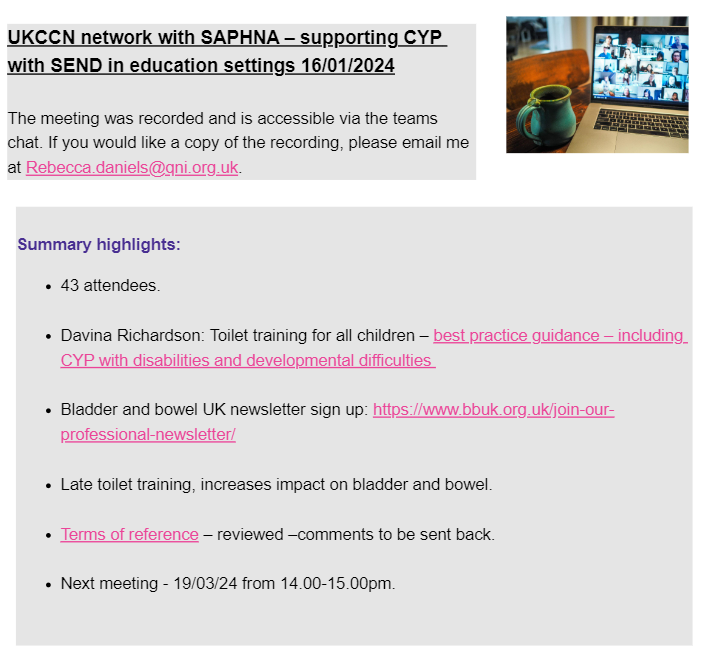 UKCCN network with SAPHNA – supporting CYP
with SEND in education settings 16/01/2024
The meeting was recorded and is accessible via the teams
chat. If you would like a copy of the recording, please email me
at Rebecca.daniels@qni.org.uk.
Summary highlights:
• 43 attendees.
• Davina Richardson: Toilet training for all children – best practice guidance – including
CYP with disabilities and developmental difficulties
• Bladder and bowel UK newsletter sign up: https://www.bbuk.org.uk/join-our-
professional-newsletter/
• Late toilet training, increases impact on bladder and bowel.
• Terms of reference – reviewed –comments to be sent back.
• Next meeting - 19/03/24 from 14.00-15.00pm.